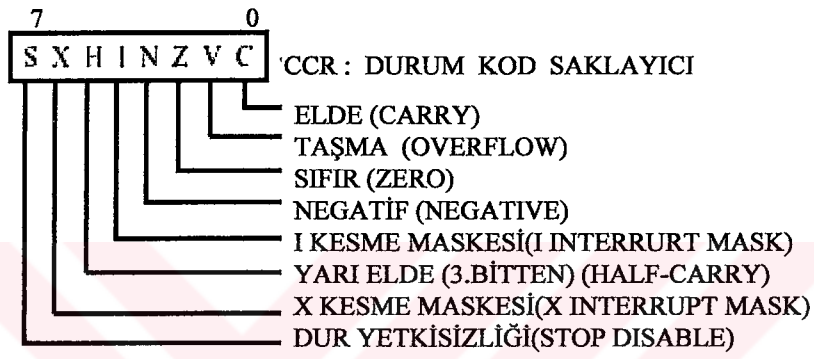 7 0
S X H I N Z V C
CCR : DURUM KOD SAKLAYICI
ELDE (CARRY)
TAŞMA (OVERFLOW)
SIFIR (ZERO)
NEGATİF (NEGATIVE)
I KESME MASKESİ(I INTERRURT MASK)
YARI ELDE (3.BİTTEN) (HALF-CARRY)
X KESME MASKESİ(X INTERRUPT MASK)
DUR YETKİSİZLİĞİ(STOP DISABLE)